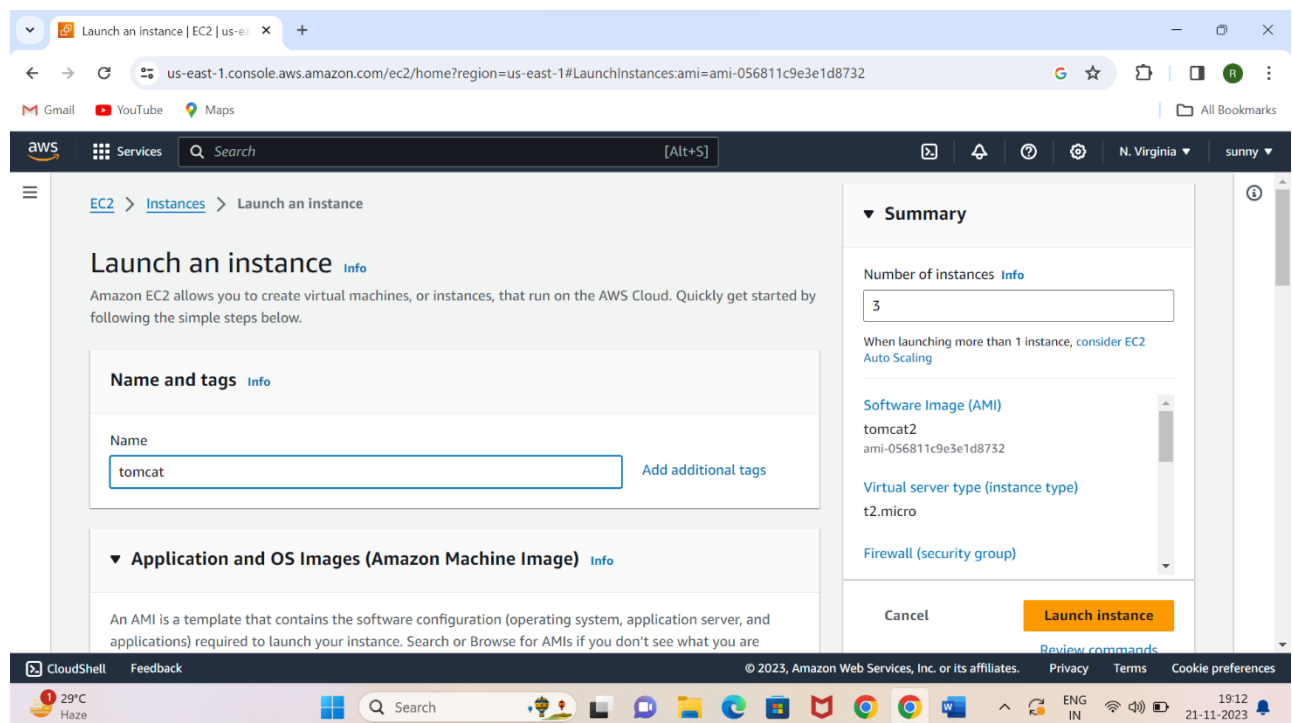 Launch an instance | EC2 | us-ea
us-east-1.console.aws.amazon.com/ec2/home?region=us-east-1#LaunchInstances:ami=ami-056811c9e3e1d8732
G
R
Gmail YouTube Maps
All Bookmarks
aws
Services
Search [Alt+S]
N. Virginia ▼
sunny ▼
EC2 > Instances > Launch an instance
Launch an instance Info
Amazon EC2 allows you to create virtual machines, or instances, that run on the AWS Cloud. Quickly get started by
following the simple steps below.
Name and tags Info
Name
tomcat
Add additional tags
▼ Application and OS Images (Amazon Machine Image) Info
An AMI is a template that contains the software configuration (operating system, application server, and
applications) required to launch your instance. Search or Browse for AMIs if you don't see what you are
▼ Summary
Number of instances Info
3
When launching more than 1 instance, consider EC2
Auto Scaling
Software Image (AMI)
tomcat2
ami-056811c9e3e1d8732
Virtual server type (instance type)
t2.micro
Firewall (security group)
Cancel
Launch instance
Review commands
CloudShell Feedback
© 2023, Amazon Web Services, Inc. or its affiliates. Privacy Terms Cookie preferences
1
29°C
Haze
Search
W
ENG
IN
19:12
21-11-2023